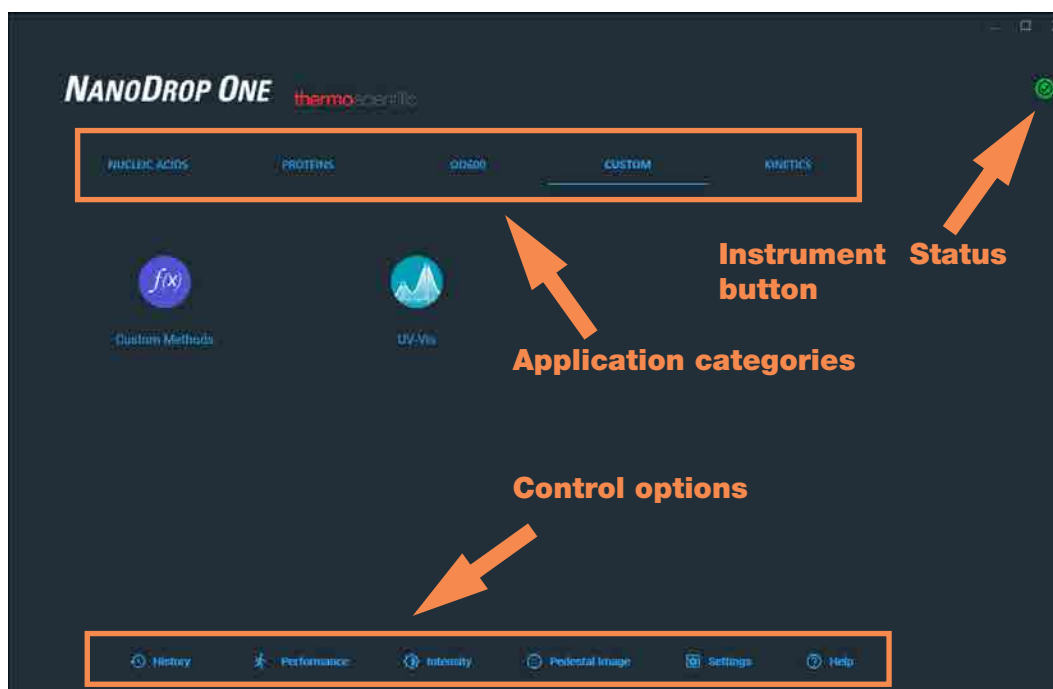 NANODROP ONE thermoscientific
NUCLEIC ACIDS PROTEINS OD600 CUSTOM KINETICS
Instrument Status
button
f(x)
Custom Methods UV-Vis
Application categories
Control options
History Performance Intensity Pedestal Image Settings Help